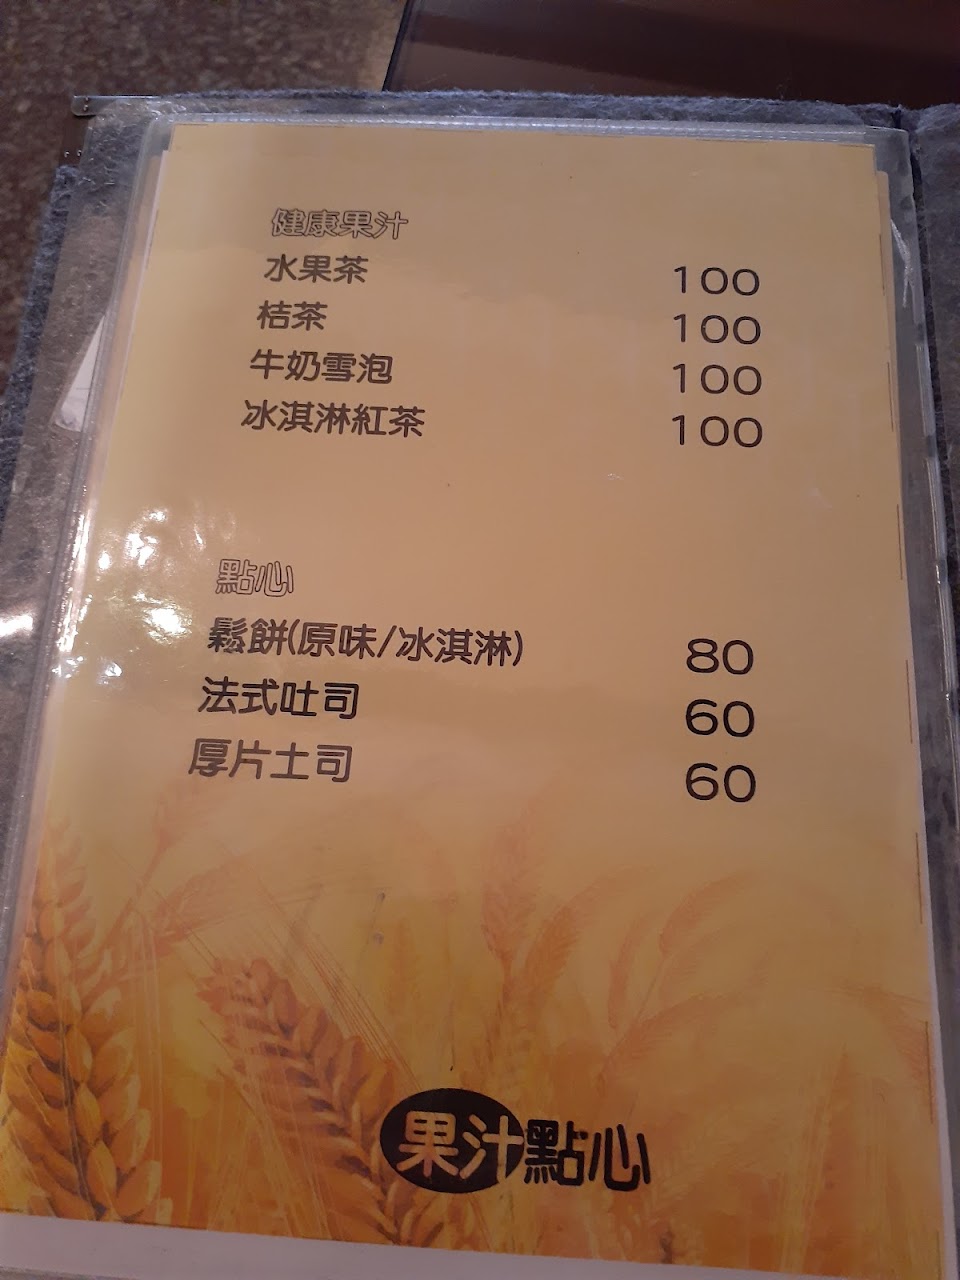 健康果汁
水果茶 100
桔茶 100
牛奶雪泡 100
冰淇淋紅茶 100
點心
鬆餅(原味/冰淇淋) 80
法式吐司 60
厚片土司 60
果汁點心